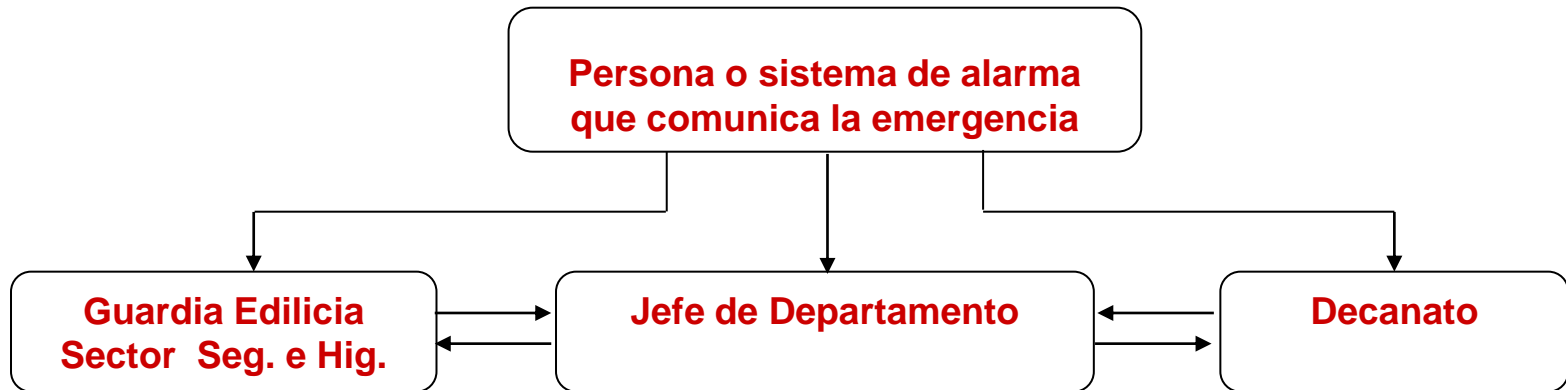 Persona o sistema de alarma
que comunica la emergencia
Guardia Edilicia
Sector Seg. e Hig.
Jefe de Departamento
Decanato